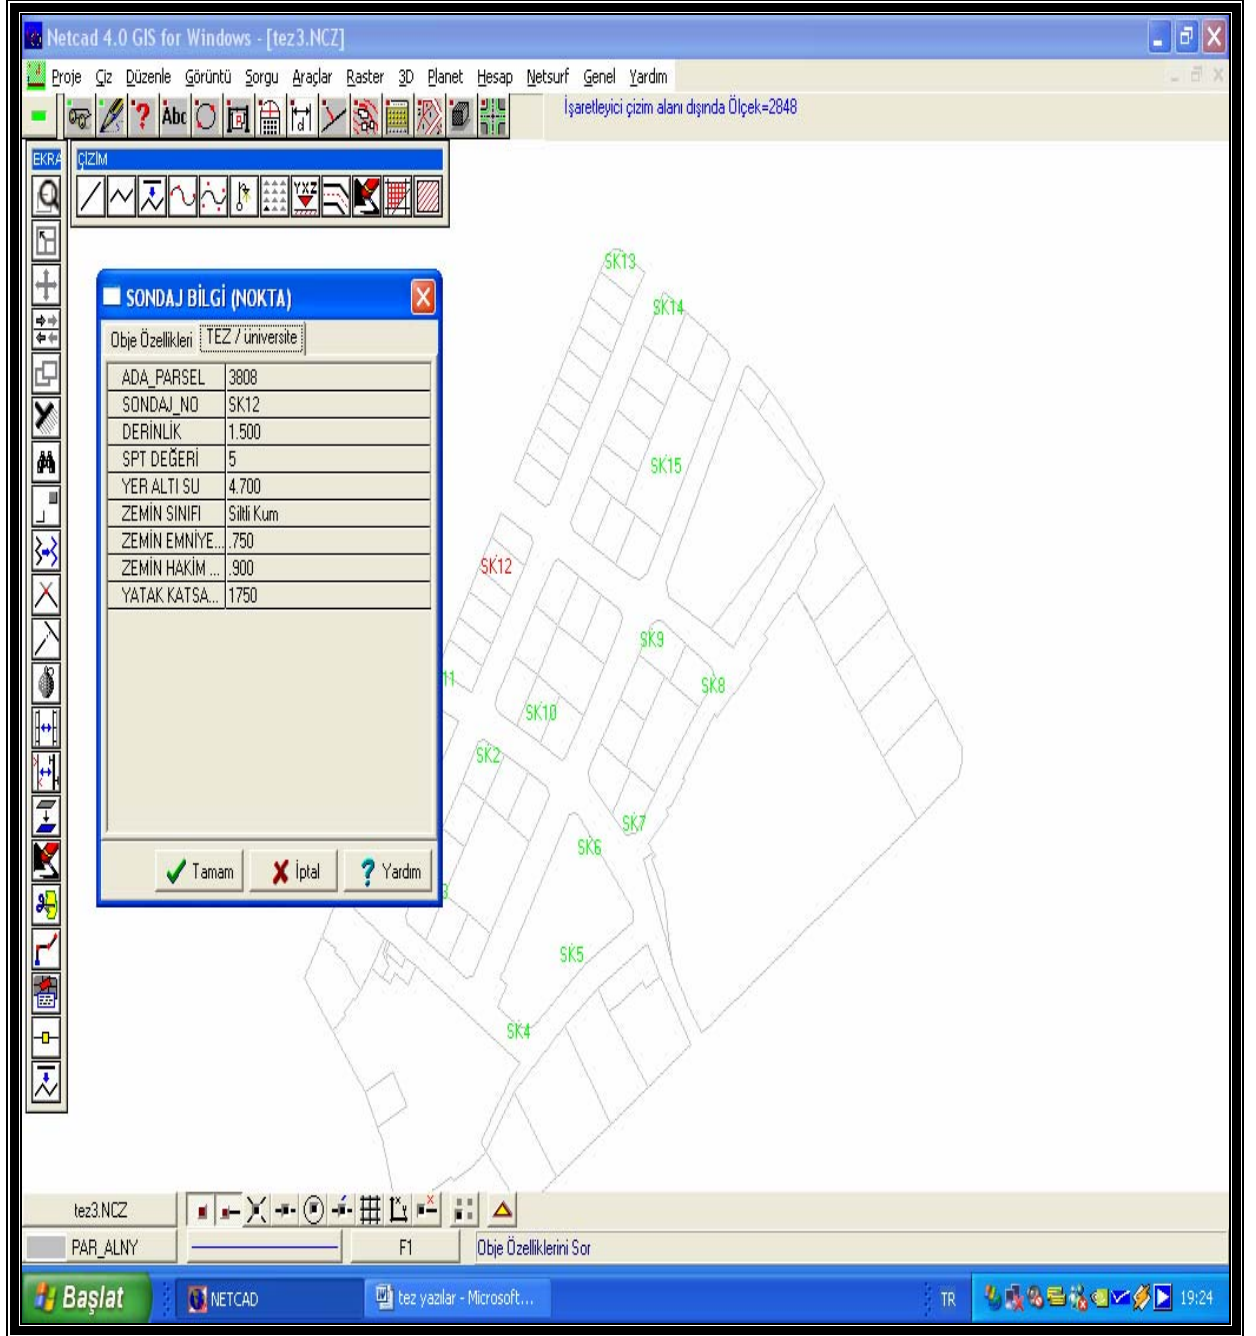 Netcad 4.0 GIS for Windows - [tez3.NCZ]
Proje Çiz Düzenle Görüntü Sorgu Araçlar Raster 3D Planet Hesap Netsurf Genel Yardım
Abc
d
İşaretleyici çizim alanı dışında Ölçek=2848
EKRA
ÇİZİM
YXZ
SONDAJ BİLGİ (NOKTA)
Obje Özellikleri TEZ / üniversite
ADA_PARSEL 3808
SONDAJ_NO SK12
DERİNLİK 1.500
SPT DEĞERİ 5
YER ALTI SU 4.700
ZEMİN SINIFI Siltli Kum
ZEMİN EMNİYE... .750
ZEMİN HAKİM ... .900
YATAK KATSA... 1750
Tamam İptal Yardım
SK13
SK14
SK15
SK12
SK9
11
SK8
SK10
SK2
SK7
SK6
3
SK5
SK4
tez3.NCZ
PAR_ALNY F1 Obje Özelliklerini Sor
Başlat NETCAD tez yazılar - Microsoft... TR 19:24